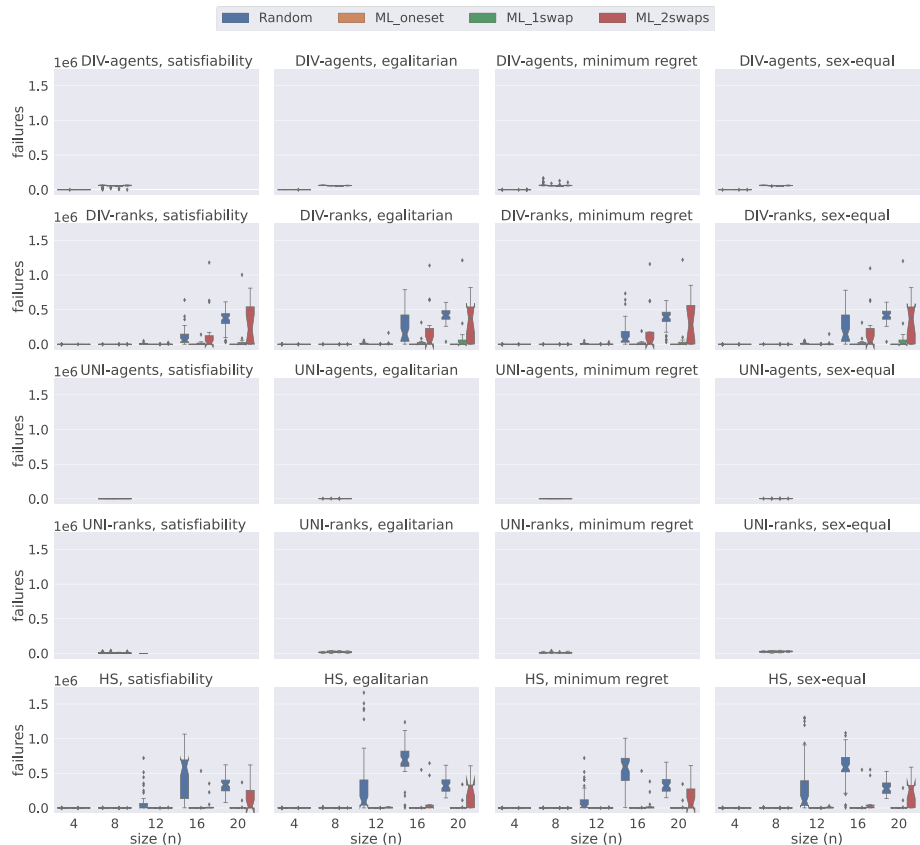 Random ML_oneset ML_1swap ML_2swaps
1e6 DIV-agents, satisfiability DIV-agents, egalitarian DIV-agents, minimum regret DIV-agents, sex-equal
1.5
1.0
failures
0.5
0.0
1e6 DIV-ranks, satisfiability DIV-ranks, egalitarian DIV-ranks, minimum regret DIV-ranks, sex-equal
1.5
1.0
failures
0.5
0.0
1e6 UNI-agents, satisfiability UNI-agents, egalitarian UNI-agents, minimum regret UNI-agents, sex-equal
1.5
1.0
failures
0.5
0.0
1e6 UNI-ranks, satisfiability UNI-ranks, egalitarian UNI-ranks, minimum regret UNI-ranks, sex-equal
1.5
1.0
failures
0.5
0.0
1e6 HS, satisfiability HS, egalitarian HS, minimum regret HS, sex-equal
1.5
1.0
failures
0.5
0.0
4 8 12 16 20 4 8 12 16 20 4 8 12 16 20 4 8 12 16 20
size (n) size (n) size (n) size (n)